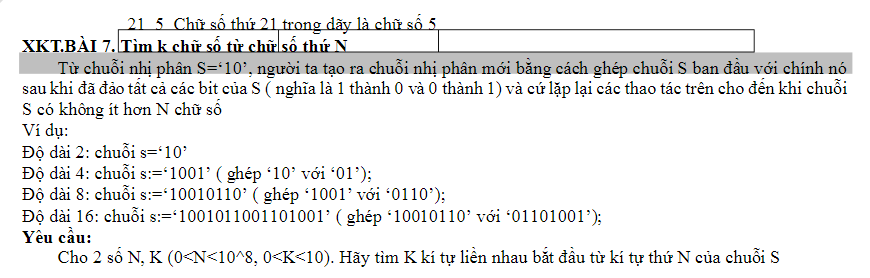 21 5 Chữ số thứ 21 trong dãy là chữ số 5
XKT.BÀI 7. Tìm k chữ số từ chữ số thứ N
Từ chuỗi nhị phân S=‘10’, người ta tạo ra chuỗi nhị phân mới bằng cách ghép chuỗi S ban đầu với chính nó
sau khi đã đảo tất cả các bit của S ( nghĩa là 1 thành 0 và 0 thành 1) và cứ lặp lại các thao tác trên cho đến khi chuỗi
S có không ít hơn N chữ số
Ví dụ:
Độ dài 2: chuỗi s=‘10’
Độ dài 4: chuỗi s:=‘1001’ ( ghép ‘10’ với ‘01’);
Độ dài 8: chuỗi s:=‘10010110’ ( ghép ‘1001’ với ‘0110’);
Độ dài 16: chuỗi s:=‘1001011001101001’ ( ghép ‘10010110’ với ‘01101001’);
Yêu cầu:
Cho 2 số N, K (0<N<10^8, 0<K<10). Hãy tìm K kí tự liền nhau bắt đầu từ kí tự thứ N của chuỗi S